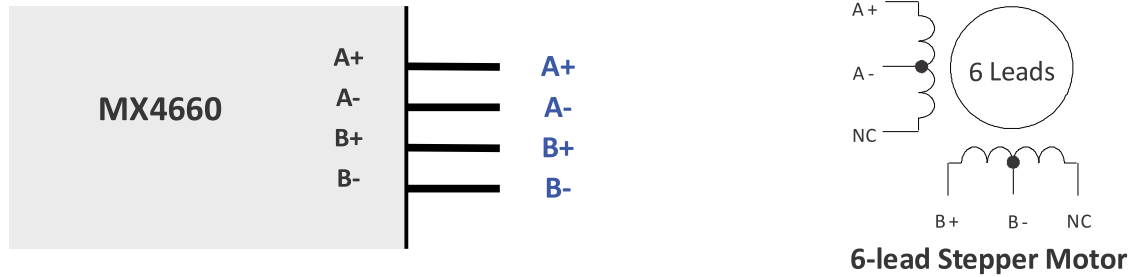 MX4660
A+
A-
B+
B-
A+
A-
B+
B-
A+
A-
NC
6 Leads
B+ B- NC
6-lead Stepper Motor